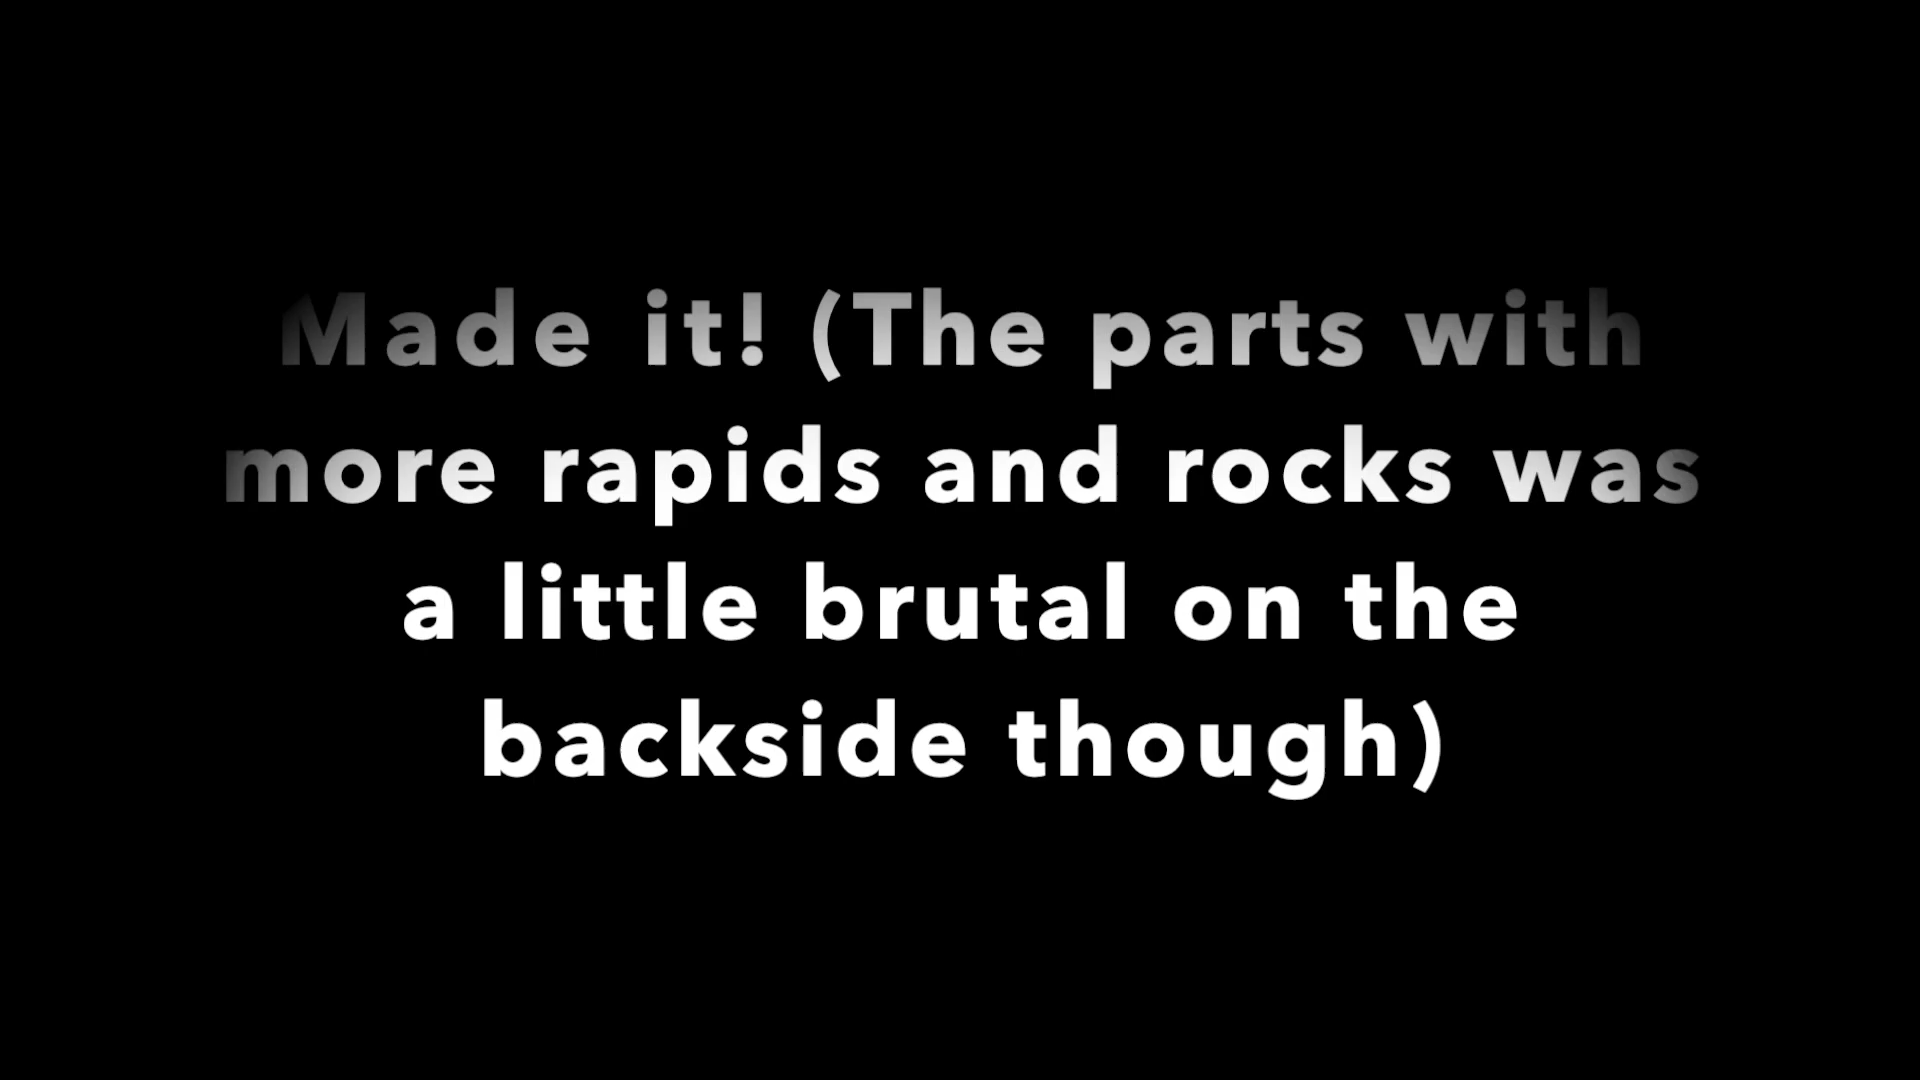 Made it! (The parts with
more rapids and rocks was
a little brutal on the
backside though)